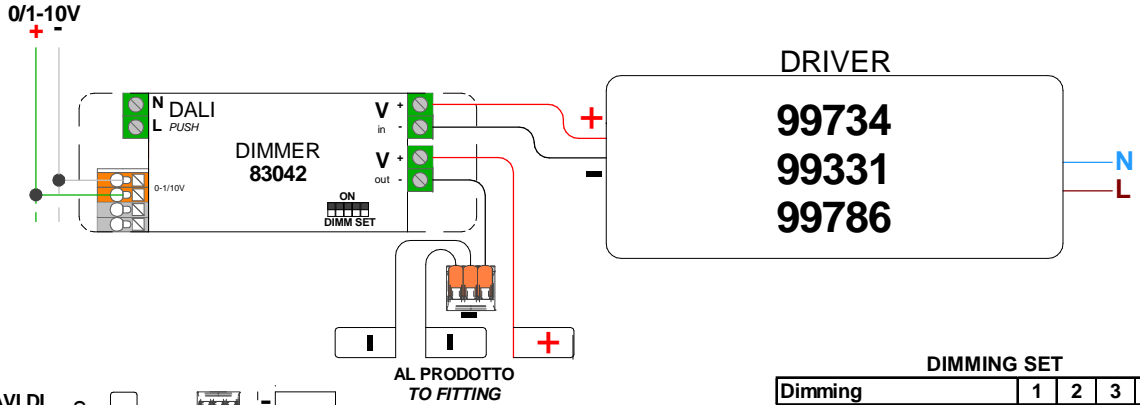 0/1-10V
+ -
N DALI
L PUSH
V + in -
V + out -
DIMMER
83042
0-1/10V
ON
DIMM SET
DRIVER
99734
99331
99786
+
-
N
L
- - +
-
AL PRODOTTO
TO FITTING
DIMMING SET
Dimming 1 2 3